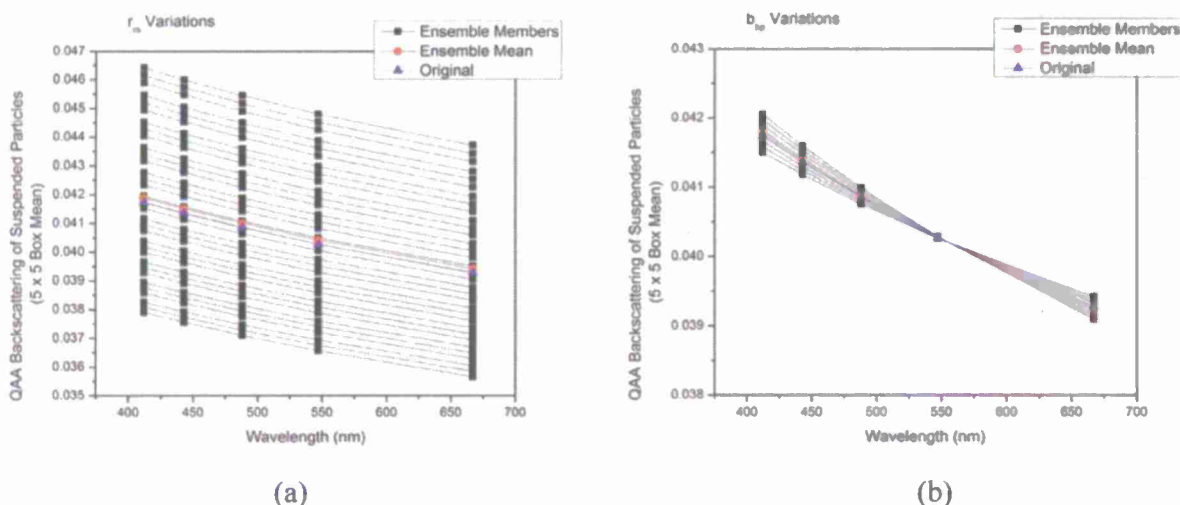 r_rs Variations
Ensemble Members
Ensemble Mean
Original
QAA Backscattering of Suspended Particles
(5 x 5 Box Mean)
0.047
0.046
0.045
0.044
0.043
0.042
0.041
0.040
0.039
0.038
0.037
0.036
0.035
400 450 500 550 600 650 700
Wavelength (nm)
(a)
b_bp Variations
Ensemble Members
Ensemble Mean
Original
QAA Backscattering of Suspended Particles
(5 x 5 Box Mean)
0.043
0.042
0.041
0.040
0.039
0.038
400 450 500 550 600 650 700
Wavelength (nm)
(b)